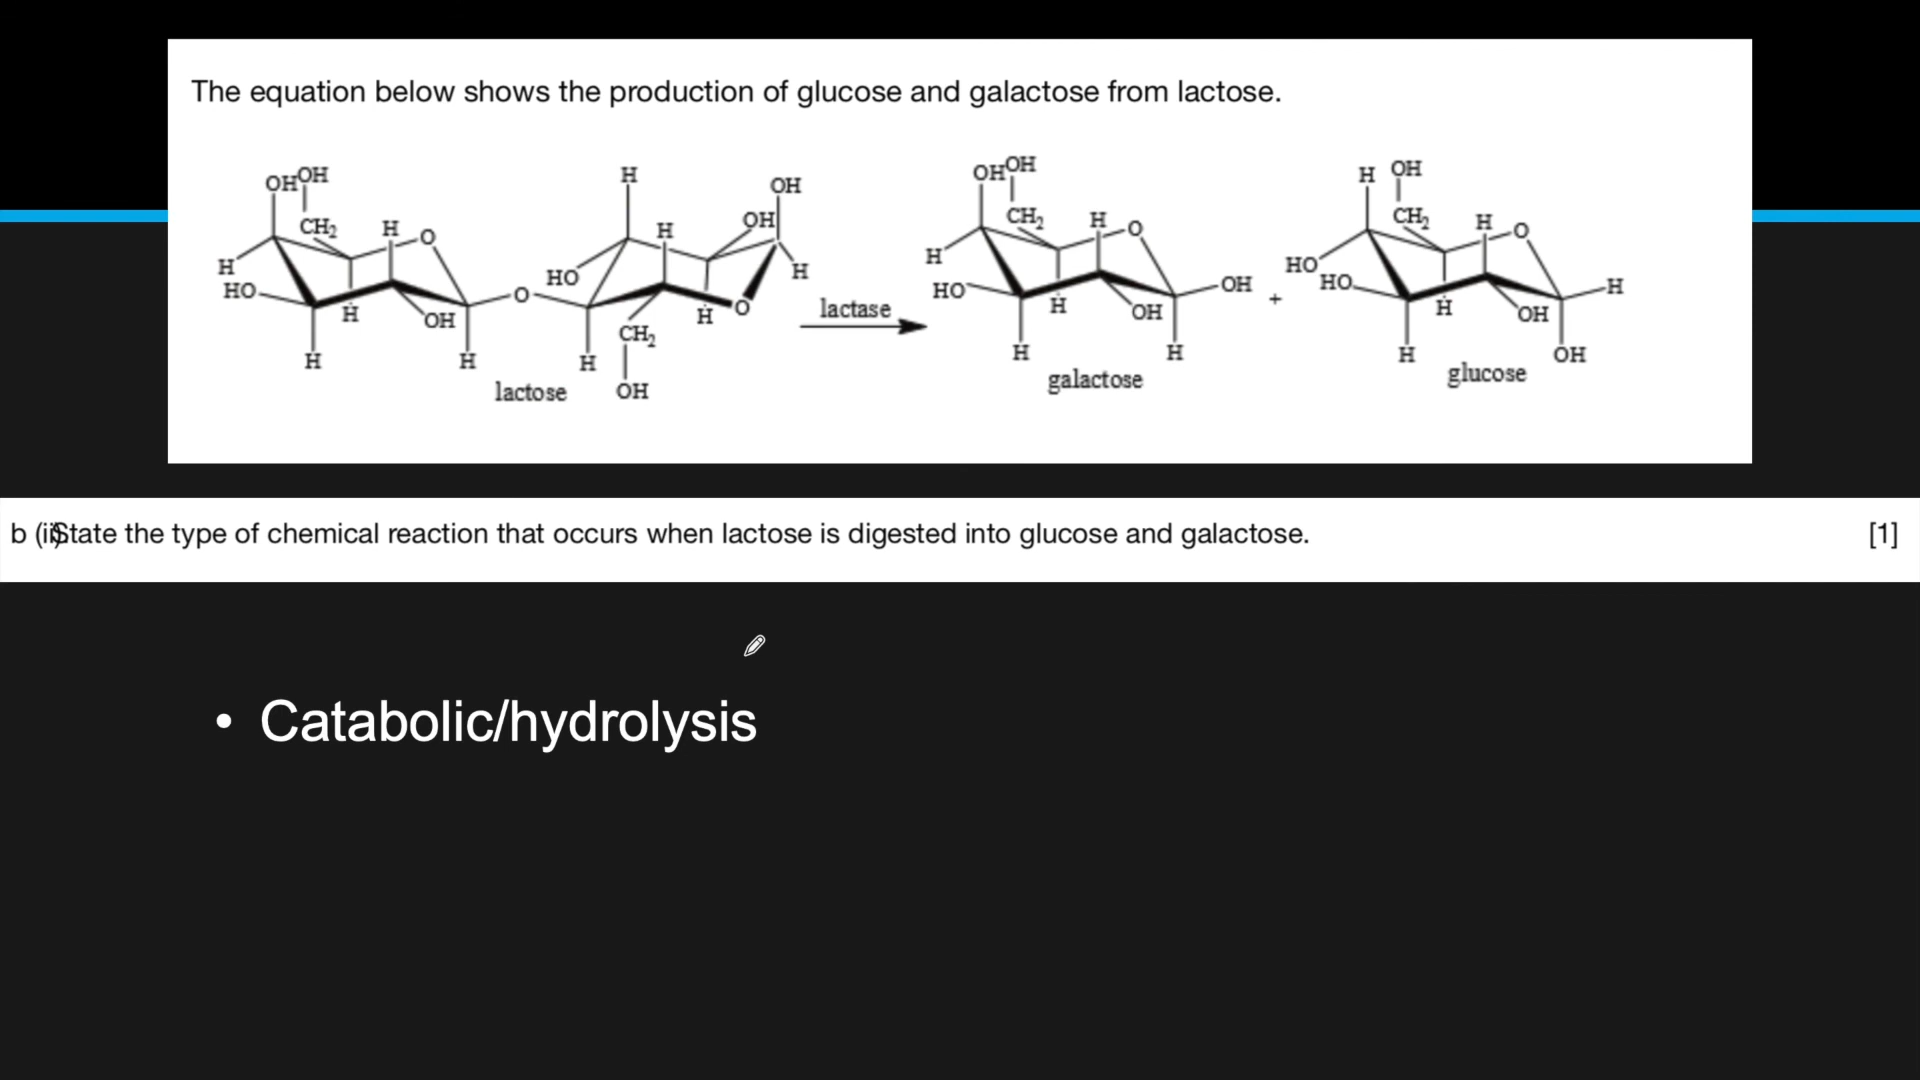 The equation below shows the production of glucose and galactose from lactose.
OH OH H OH OH OH H OH
CH₂ H O H OH CH₂ H O CH₂ H O
H HO H HO H HO
HO H OH O H O lactase HO H OH OH + HO H OH H
H H H CH₂ H H H OH
lactose OH galactose glucose
b (ii) State the type of chemical reaction that occurs when lactose is digested into glucose and galactose. [1]
• Catabolic/hydrolysis